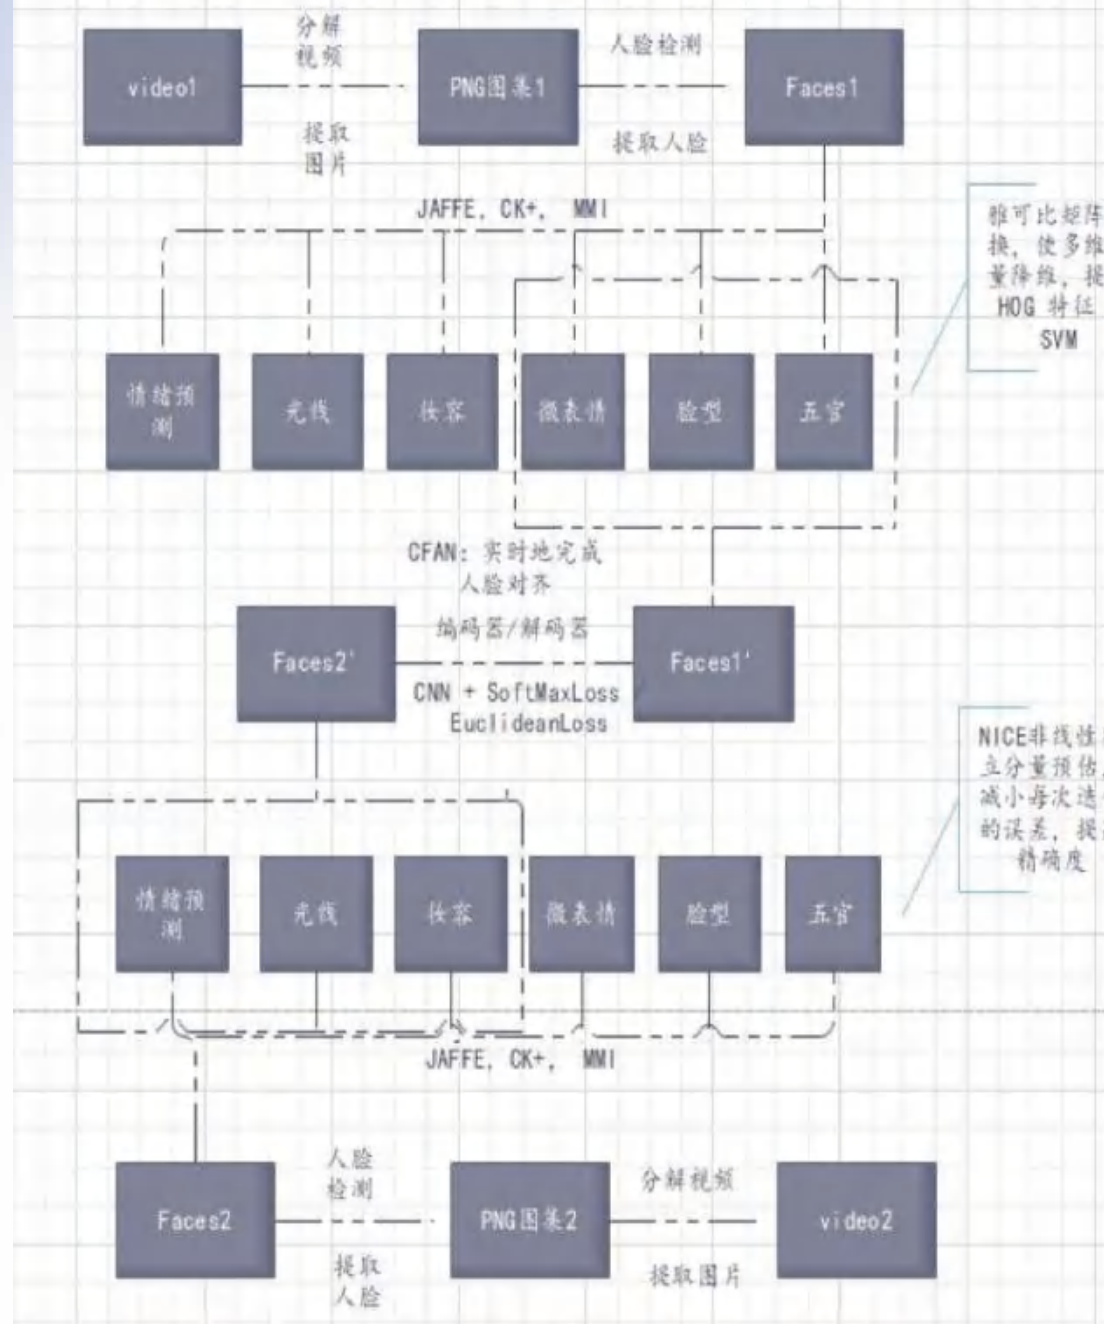 分解
视频
video1
PNG图集1
人脸检测
Faces1
提取
图片
提取人脸
JAFFE, CK+, MMI
雅可比矩阵
换, 使多维
量降维, 提
HOG 特征
SVM
情绪预
测
光线
妆容
微表情
脸型
五官
CFAN: 实时地完成
人脸对齐
编码器/解码器
Faces2'
Faces1'
CNN + SoftMaxLoss
EuclideanLoss
NICE非线性
立分量预估,
减小每次迭
的误差, 提
精确度
情绪预
测
光线
妆容
微表情
脸型
五官
JAFFE, CK+, MMI
人脸
检测
分解视频
Faces2
PNG图集2
video2
提取
人脸
提取图片